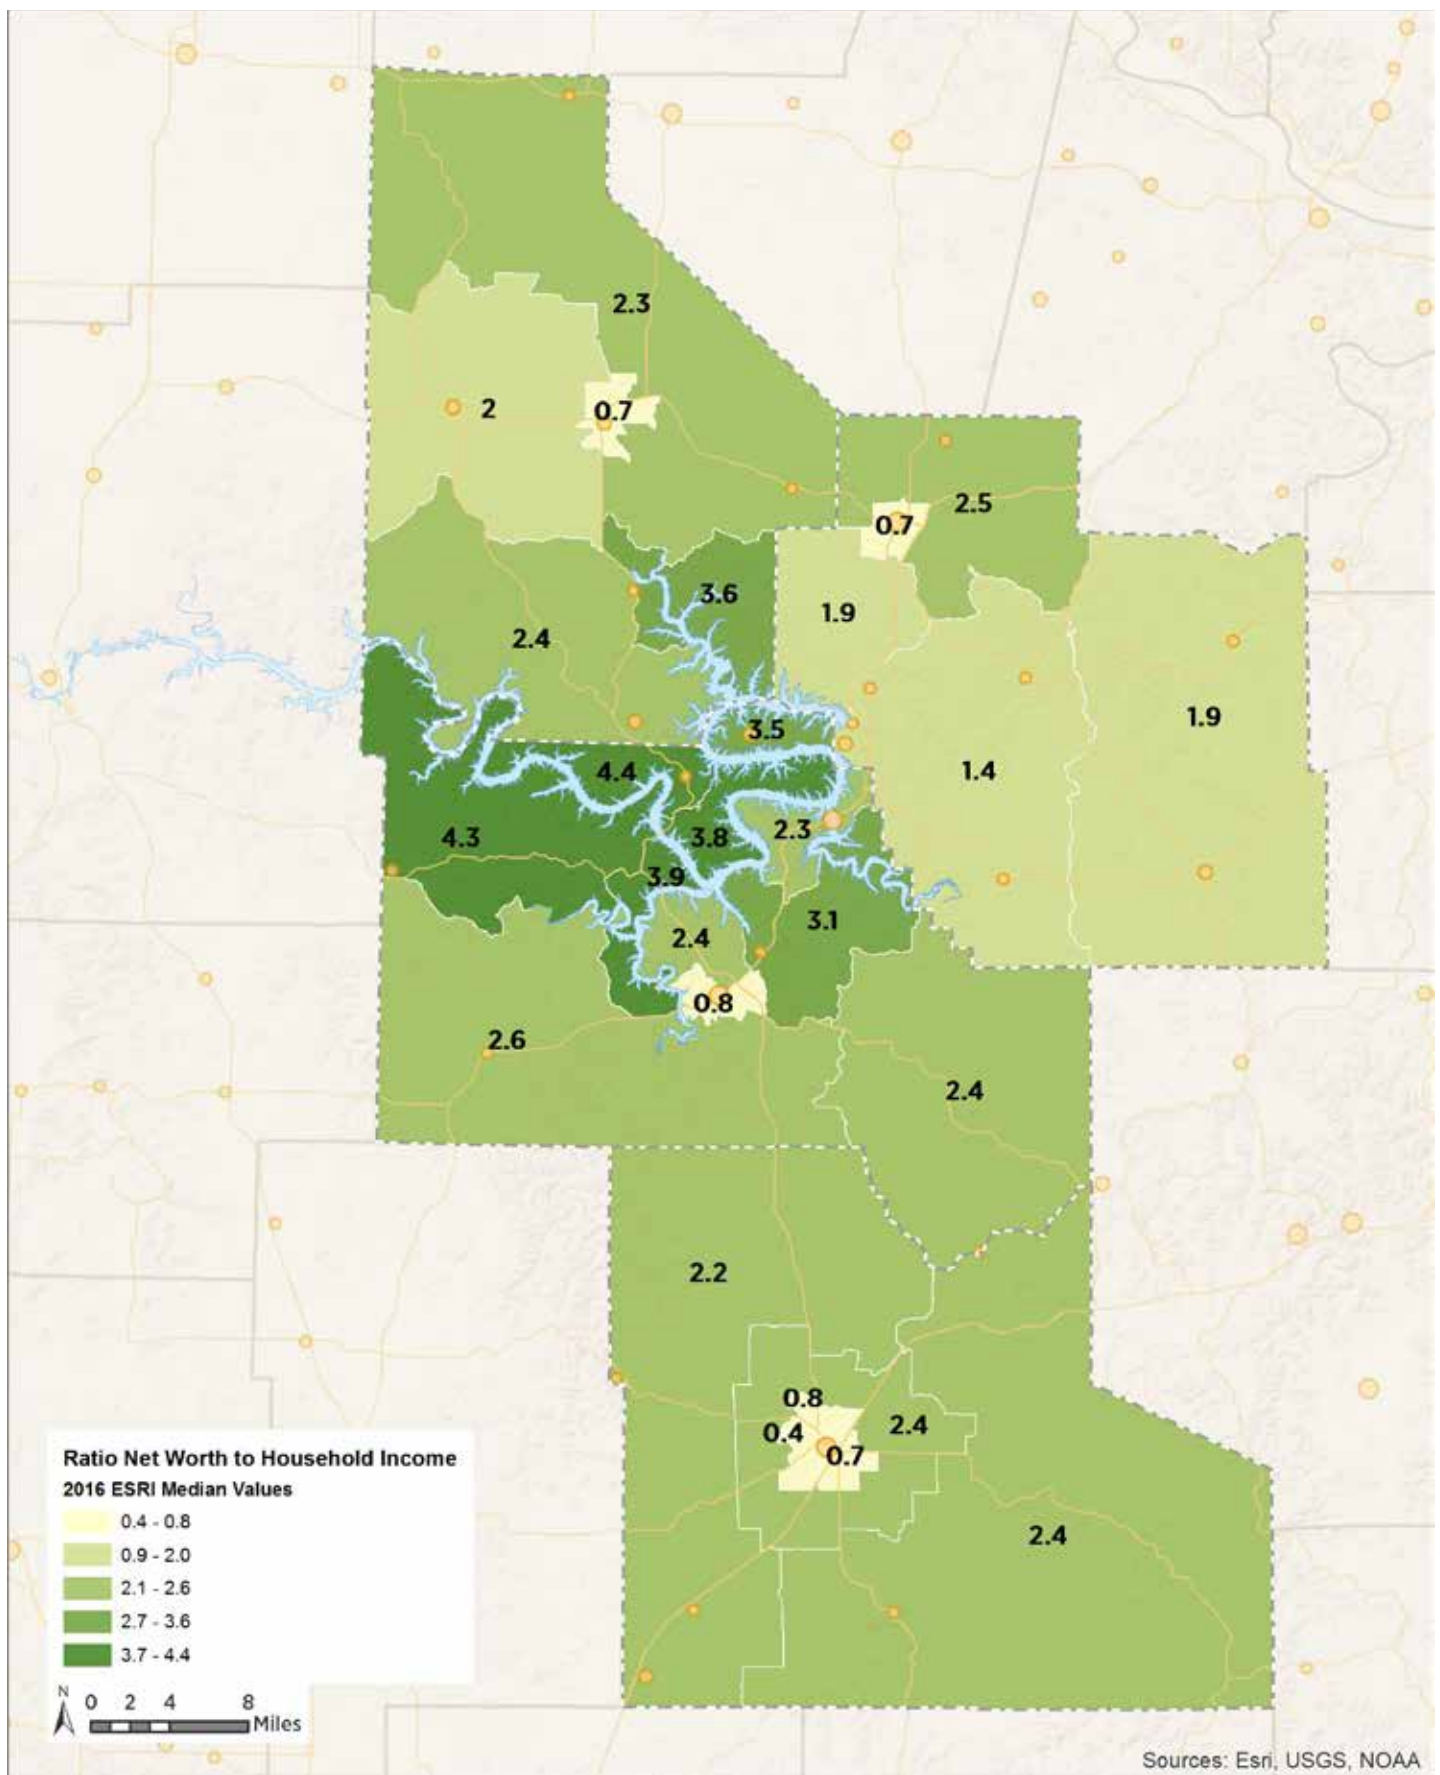 2.3
2
0.7
2.5
0.7
3.6
1.9
2.4
3.5
1.9
4.4
1.4
4.3
3.8
2.3
3.9
3.1
2.4
0.8
2.6
2.4
2.2
0.8
0.4
2.4
0.7
2.4
Ratio Net Worth to Household Income
2016 ESRI Median Values
0.4 - 0.8
0.9 - 2.0
2.1 - 2.6
2.7 - 3.6
3.7 - 4.4
N
0 2 4 8
Miles
Sources: Esri, USGS, NOAA